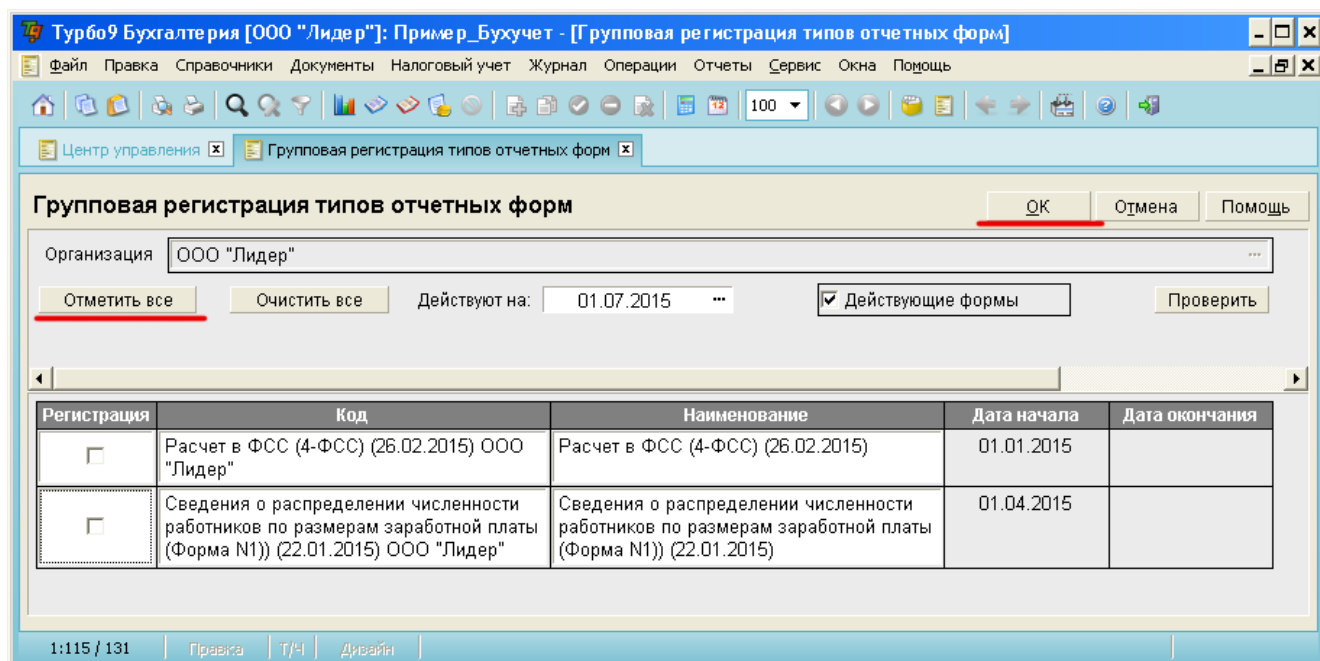 Турбо9 Бухгалтерия [ООО "Лидер"]: Пример_Бухучет - [Групповая регистрация типов отчетных форм]
Файл Правка Справочники Документы Налоговый учет Журнал Операции Отчеты Сервис Окна Помощь
100
Центр управления Групповая регистрация типов отчетных форм
Групповая регистрация типов отчетных форм ОК Отмена Помощь
Организация ООО "Лидер" ...
Отметить все Очистить все Действуют на: 01.07.2015 ... Действующие формы Проверить
Регистрация Код Наименование Дата начала Дата окончания
Расчет в ФСС (4-ФСС) (26.02.2015) ООО Расчет в ФСС (4-ФСС) (26.02.2015) 01.01.2015
"Лидер"
Сведения о распределении численности Сведения о распределении численности 01.04.2015
работников по размерам заработной платы работников по размерам заработной платы
(Форма N1)) (22.01.2015) ООО "Лидер" (Форма N1)) (22.01.2015)
1:115 / 131 Правка Т/Ч Дизайн